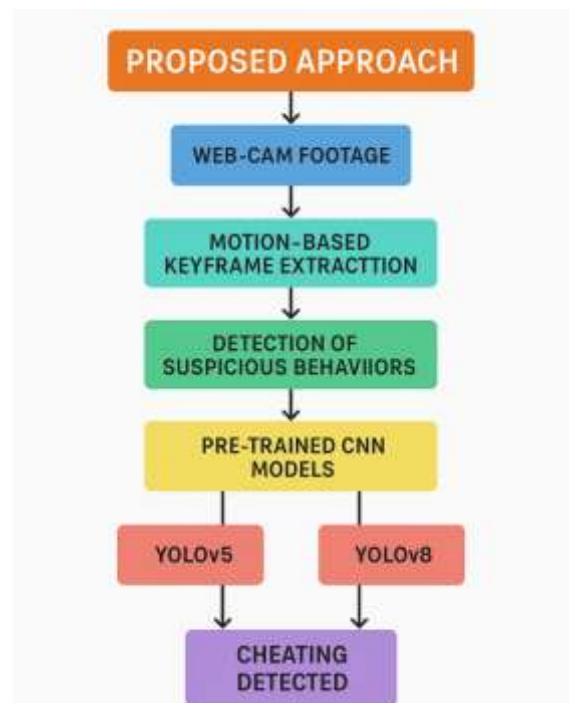 PROPOSED APPROACH
WEB-CAM FOOTAGE
MOTION-BASED
KEYFRAME EXTRACTTION
DETECTION OF
SUSPICIOUS BEHAVIIORS
PRE-TRAINED CNN
MODELS
YOLOv5
YOLOv8
CHEATING
DETECTED